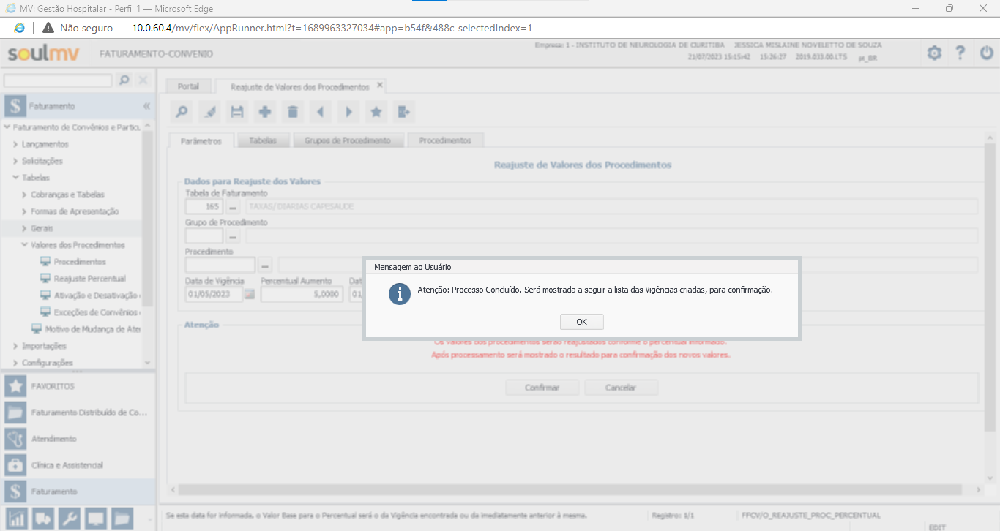 MV: Gestão Hospitalar - Perfil 1 — Microsoft Edge
Não seguro
10.0.60.4/mv/flex/AppRunner.html?t=1689963327034#app=b54f&488c-selectedIndex=1
soulmv
FATURAMENTO-CONVENIO
Empresa: 1 - INSTITUTO DE NEUROLOGIA DE CURITIBA JESSICA MISLAINE NOVELETTO DE SOUZA
21/07/2023 15:15:42 15:26:27 2019.033.00.LTS pt_BR
Portal
Reajuste de Valores dos Procedimentos
Faturamento
Faturamento de Convênios e Particu
Lançamentos
Solicitações
Tabelas
Cobranças e Tabelas
Formas de Apresentação
Gerais
Valores dos Procedimentos
Procedimentos
Reajuste Percentual
Ativação e Desativação
Exceções de Convênios
Motivo de Mudança de Aten
Importações
Configurações
FAVORITOS
Faturamento Distribuído de Co...
Atendimento
Clínica e Assistencial
Faturamento
Parâmetros
Tabelas
Grupos de Procedimento
Procedimentos
Reajuste de Valores dos Procedimentos
Dados para Reajuste dos Valores
Tabela de Faturamento
165 ... TAXAS/ DIARIAS CAPESAUDE
Grupo de Procedimento
...
Procedimento
...
Data de Vigência Percentual Aumento Dat
01/05/2023 5,0000 01,
Mensagem ao Usuário
Atenção: Processo Concluído. Será mostrada a seguir a lista das Vigências criadas, para confirmação.
OK
Atenção
Os valores dos procedimentos serão reajustados conforme o percentual informado.
Após processamento será mostrado o resultado para confirmação dos novos valores.
Confirmar
Cancelar
Se esta data for informada, o Valor Base para o Percentual será o da Vigência encontrada ou da imediatamente anterior à mesma.
Registro: 1/1
FFCV/O_REAJUSTE_PROC_PERCENTUAL
EDIT